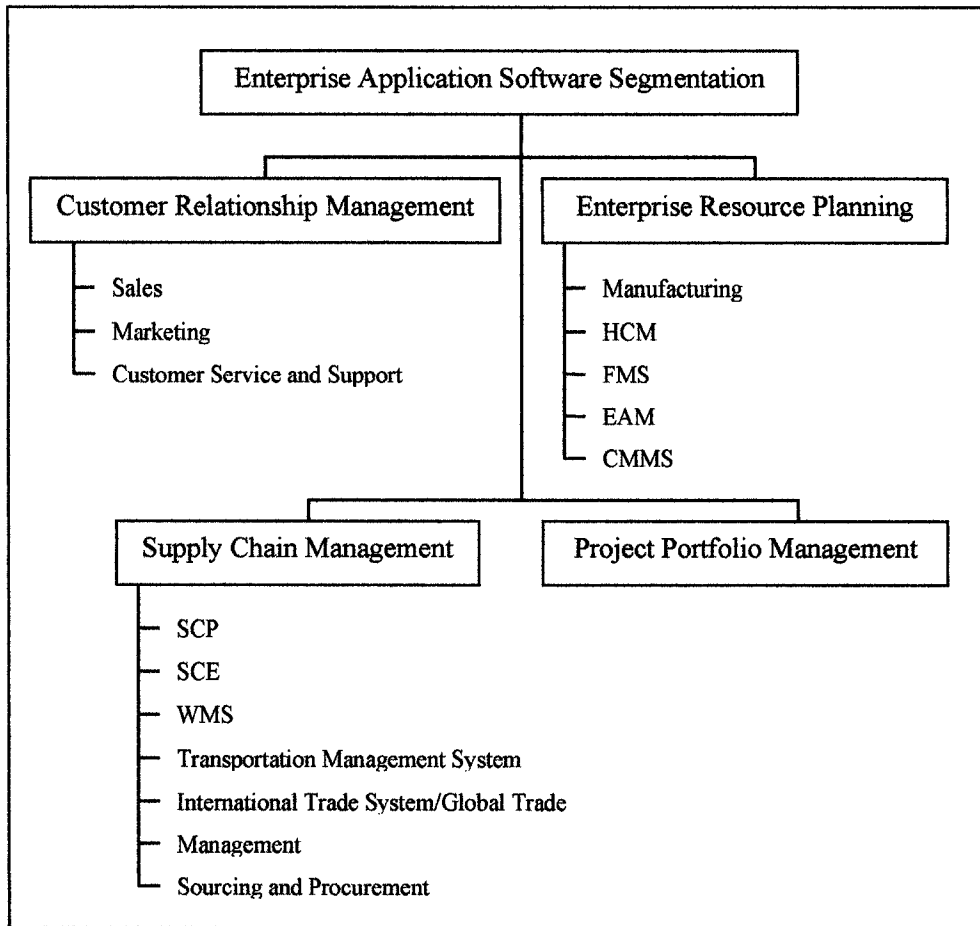 Enterprise Application Software Segmentation
Customer Relationship Management
Sales
Marketing
Customer Service and Support
Enterprise Resource Planning
Manufacturing
HCM
FMS
EAM
CMMS
Supply Chain Management
SCP
SCE
WMS
Transportation Management System
International Trade System/Global Trade
Management
Sourcing and Procurement
Project Portfolio Management